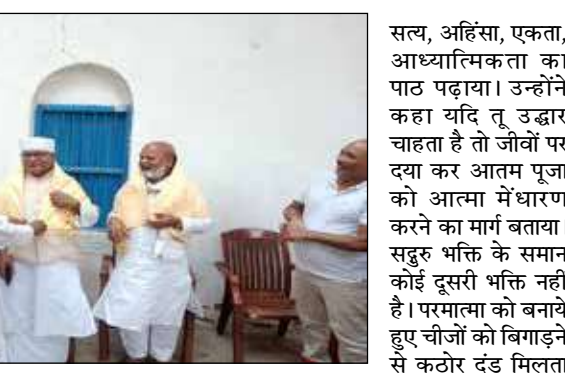 सत्य, अहिंसा, एकता,
आध्यात्मिकता का
पाठ पढ़ाया। उन्होंने
कहा यदि तू उद्धार
चाहता है तो जीवों पर
दया कर आतम पूजा
को आत्मा मेंधारण
करने का मार्ग बताया।
सद्गुरु भक्ति के समान
कोई दूसरी भक्ति नही
है। परमात्मा को बनाये
हुए चीजों को बिगाड़ने
से कठोर दंड मिलता